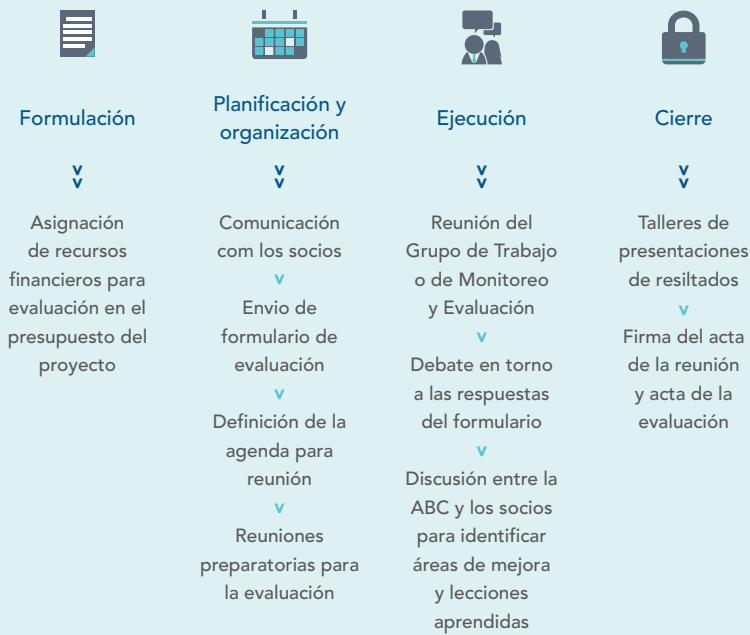 Formulación
Asignación
de recursos
financieros para
evaluación en el
presupuesto del
proyecto
Planificación y
organización
Comunicación
com los socios
Envio de
formulario de
evaluación
Definición de la
agenda para
reunión
Reuniones
preparatorias para
la evaluación
Ejecución
Reunión del
Grupo de Trabajo
o de Monitoreo
y Evaluación
Debate en torno
a las respuestas
del formulario
Discusión entre la
ABC y los socios
para identificar
áreas de mejora
y lecciones
aprendidas
Cierre
Talleres de
presentaciones
de resiltados
Firma del acta
de la reunión
y acta de la
evaluación